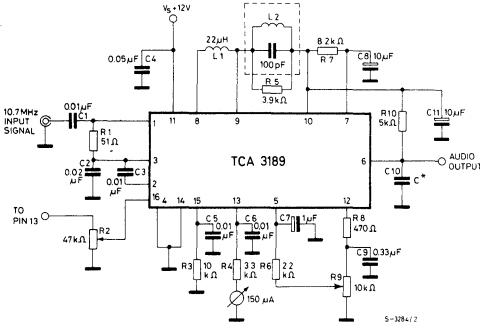 Vs +12V
0.05µF C4
22µH
L1
L2
100pF
R5
3.9kΩ
8.2kΩ
R7
C8 10µF
10.7MHz
INPUT
SIGNAL
0.01µF
C1
R1
51Ω
C2
0.02
µF
C3
0.01
µF
1
11
8
9
10
7
3
2
16
4
14
15
13
5
12
6
TCA 3189
R10
5kΩ
C11 10µF
AUDIO
OUTPUT
C10
C*
TO
PIN 13
R2
47kΩ
C5
0.01
µF
C6
0.01
µF
C7 1µF
R8
470Ω
R3 10
kΩ
R4 33
kΩ
R6 22
kΩ
C9 0.33µF
R9
10kΩ
150µA
S-3284/2